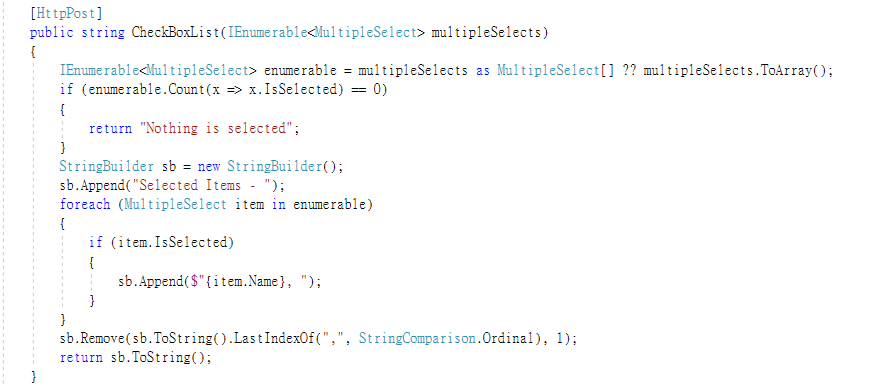 [HttpPost]
public string CheckBoxList(IEnumerable<MultipleSelect> multipleSelects)
{
IEnumerable<MultipleSelect> enumerable = multipleSelects as MultipleSelect[] ?? multipleSelects.ToArray();
if (enumerable.Count(x => x.IsSelected) == 0)
{
return "Nothing is selected";
}
StringBuilder sb = new StringBuilder();
sb.Append("Selected Items - ");
foreach (MultipleSelect item in enumerable)
{
if (item.IsSelected)
{
sb.Append($"{item.Name}, ");
}
}
sb.Remove(sb.ToString().LastIndexOf(",", StringComparison.Ordinal), 1);
return sb.ToString();
}